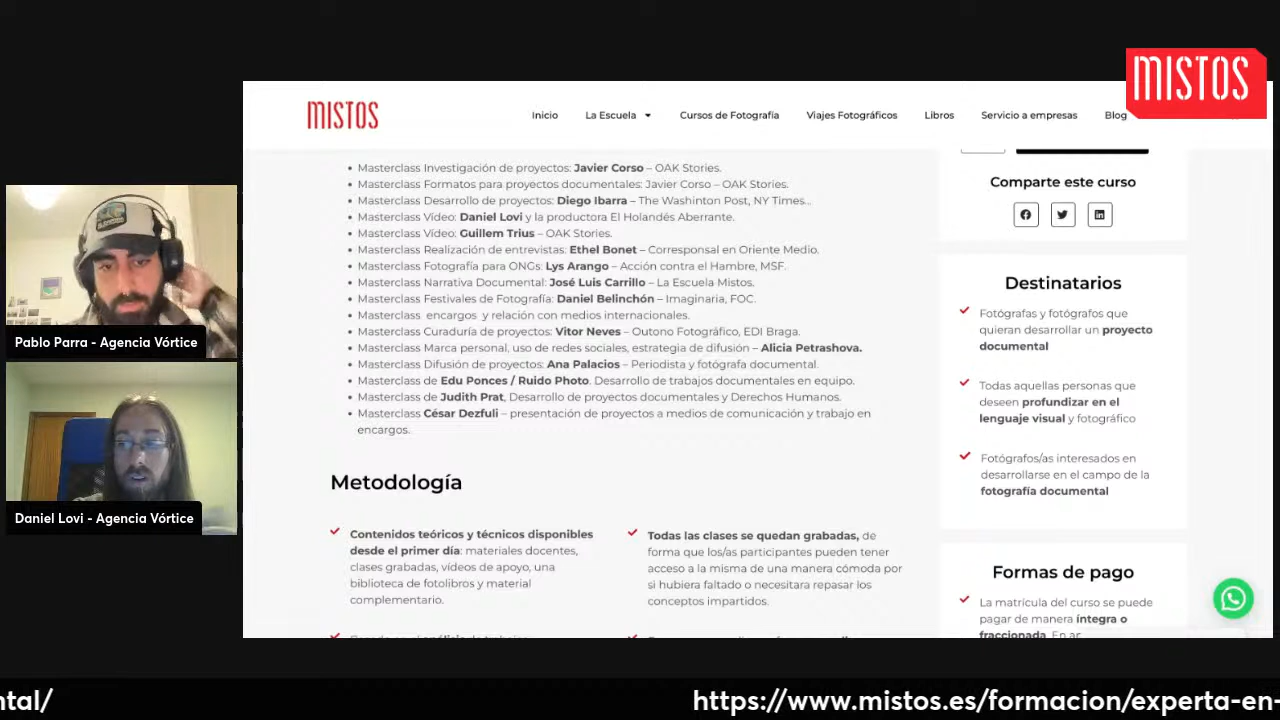 MISTOS
MISTOS
Inicio
La Escuela
Cursos de Fotografía
Viajes Fotográficos
Libros
Servicio a empresas
Blog
Masterclass Investigación de proyectos: Javier Corso – OAK Stories.
Masterclass Formatos para proyectos documentales: Javier Corso – OAK Stories.
Masterclass Desarrollo de proyectos: Diego Ibarra – The Washinton Post, NY Times...
Masterclass Vídeo: Daniel Lovi y la productora El Holandés Aberrante.
Masterclass Vídeo: Guillem Trius – OAK Stories.
Masterclass Realización de entrevistas: Ethel Bonet – Corresponsal en Oriente Medio.
Masterclass Fotografía para ONGs: Lys Arango – Acción contra el Hambre, MSF.
Masterclass Narrativa Documental: José Luis Carrillo – La Escuela Mistos.
Masterclass Festivales de Fotografía: Daniel Belinchón – Imaginaria, FOC.
Masterclass encargos y relación con medios internacionales.
Masterclass Curaduría de proyectos: Vitor Neves – Outono Fotográfico, EDI Braga.
Masterclass Marca personal, uso de redes sociales, estrategia de difusión – Alicia Petrashova.
Masterclass Difusión de proyectos: Ana Palacios – Periodista y fotógrafa documental.
Masterclass de Edu Ponces / Ruido Photo. Desarrollo de trabajos documentales en equipo.
Masterclass de Judith Prat, Desarrollo de proyectos documentales y Derechos Humanos.
Masterclass César Dezfuli – presentación de proyectos a medios de comunicación y trabajo en
encargos.
Metodología
Contenidos teóricos y técnicos disponibles
desde el primer día: materiales docentes,
clases grabadas, vídeos de apoyo, una
biblioteca de fotolibros y material
complementario.
Todas las clases se quedan grabadas, de
forma que los/as participantes pueden tener
acceso a la misma de una manera cómoda por
si hubiera faltado o necesitara repasar los
conceptos impartidos.
Comparte este curso
Destinatarios
Fotógrafas y fotógrafos que
quieran desarrollar un proyecto
documental
Todas aquellas personas que
deseen profundizar en el
lenguaje visual y fotográfico
Fotógrafos/as interesados en
desarrollarse en el campo de la
fotografía documental
Formas de pago
La matrícula del curso se puede
pagar de manera íntegra o
fraccionada. En ar
Pablo Parra - Agencia Vórtice
Daniel Lovi - Agencia Vórtice
ntal/
https://www.mistos.es/formacion/experta-en-